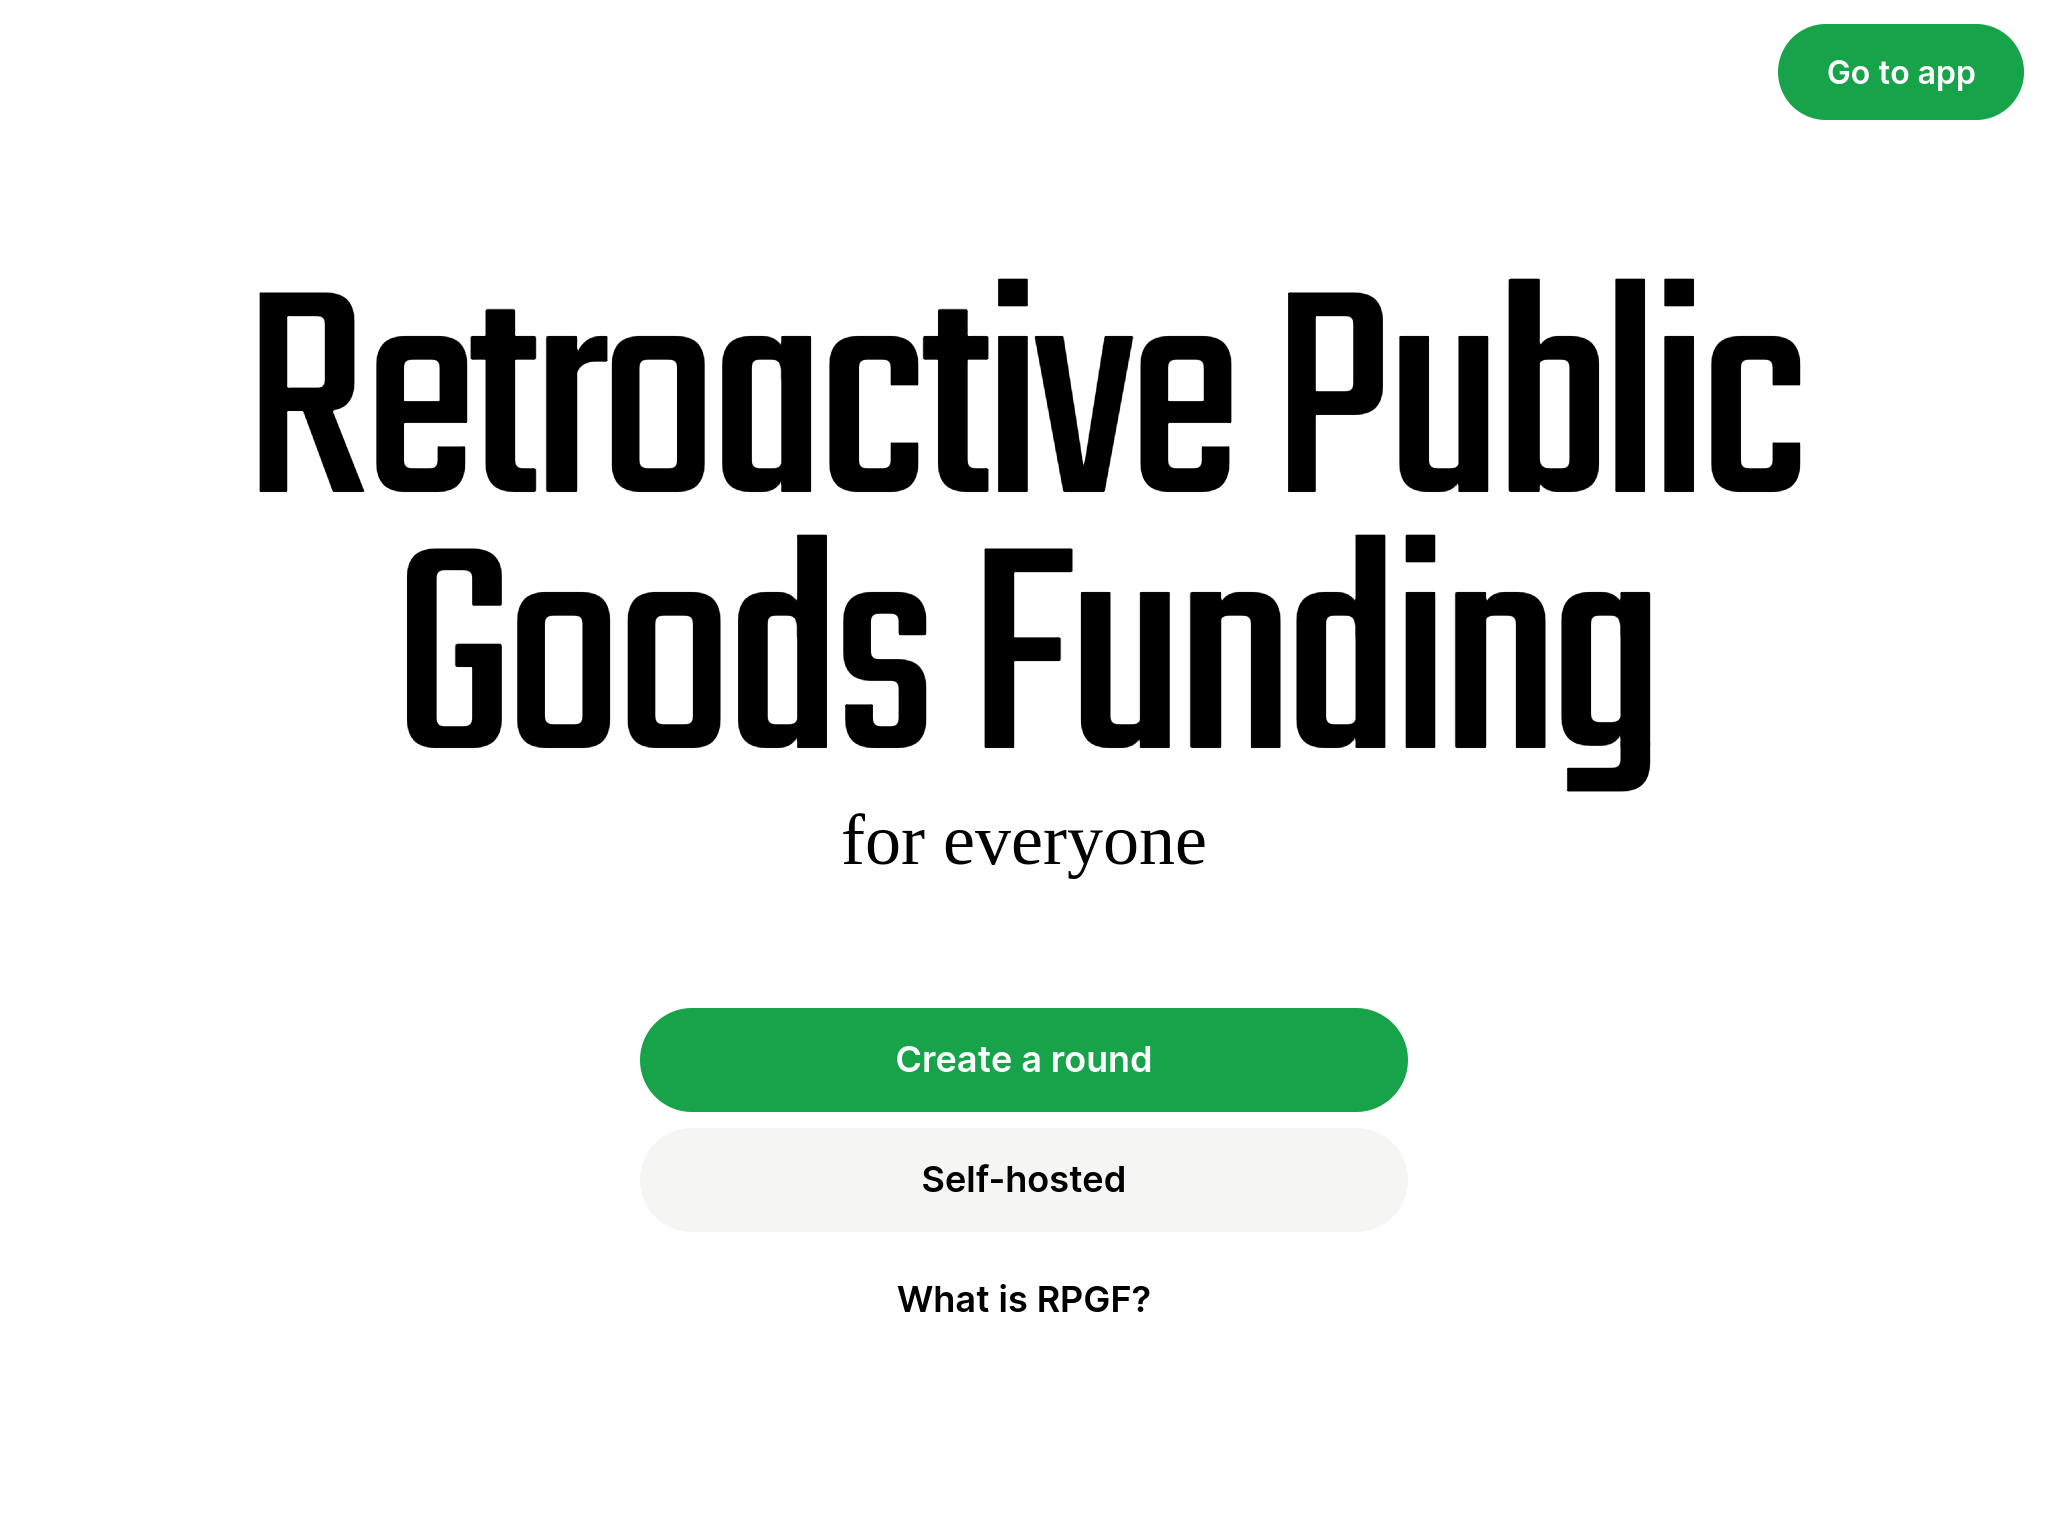 Go to app
Retroactive Public
Goods Funding
for everyone
Create a round
Self-hosted
What is RPGF?